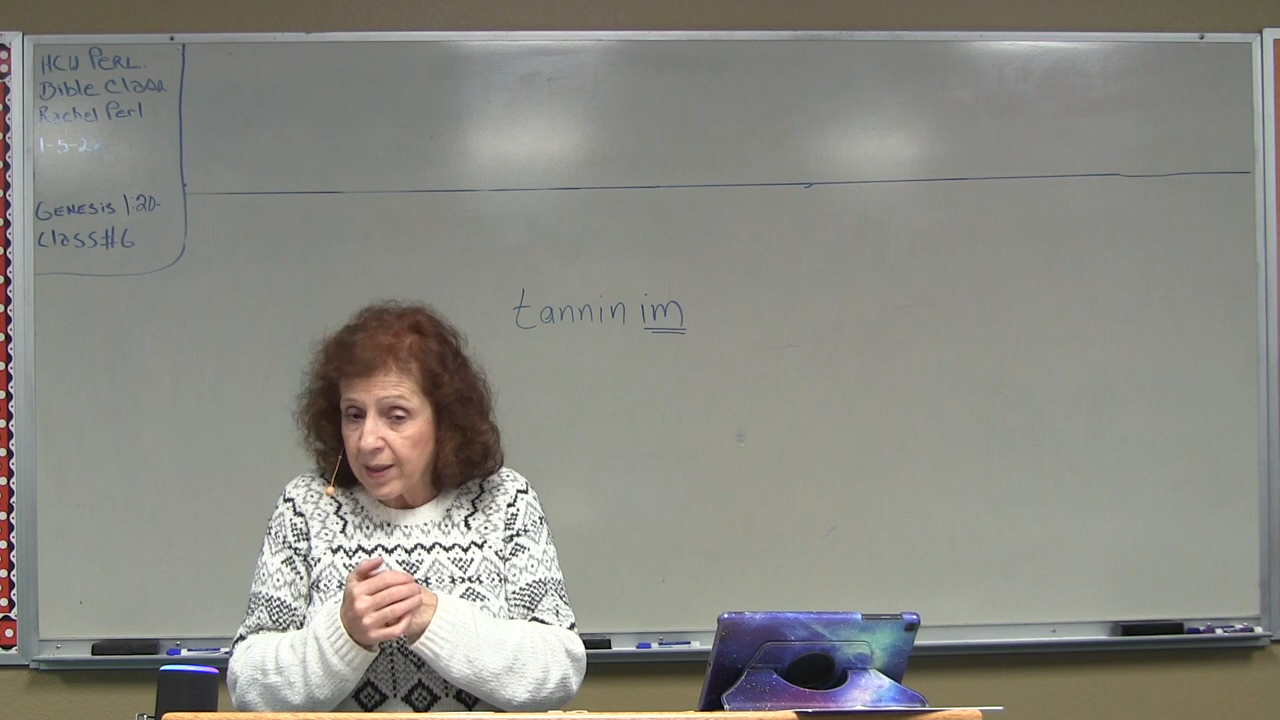 HCU PERL.
Bible Class
Rachel Perl
Genesis 1:20-
Class#6
tannin im